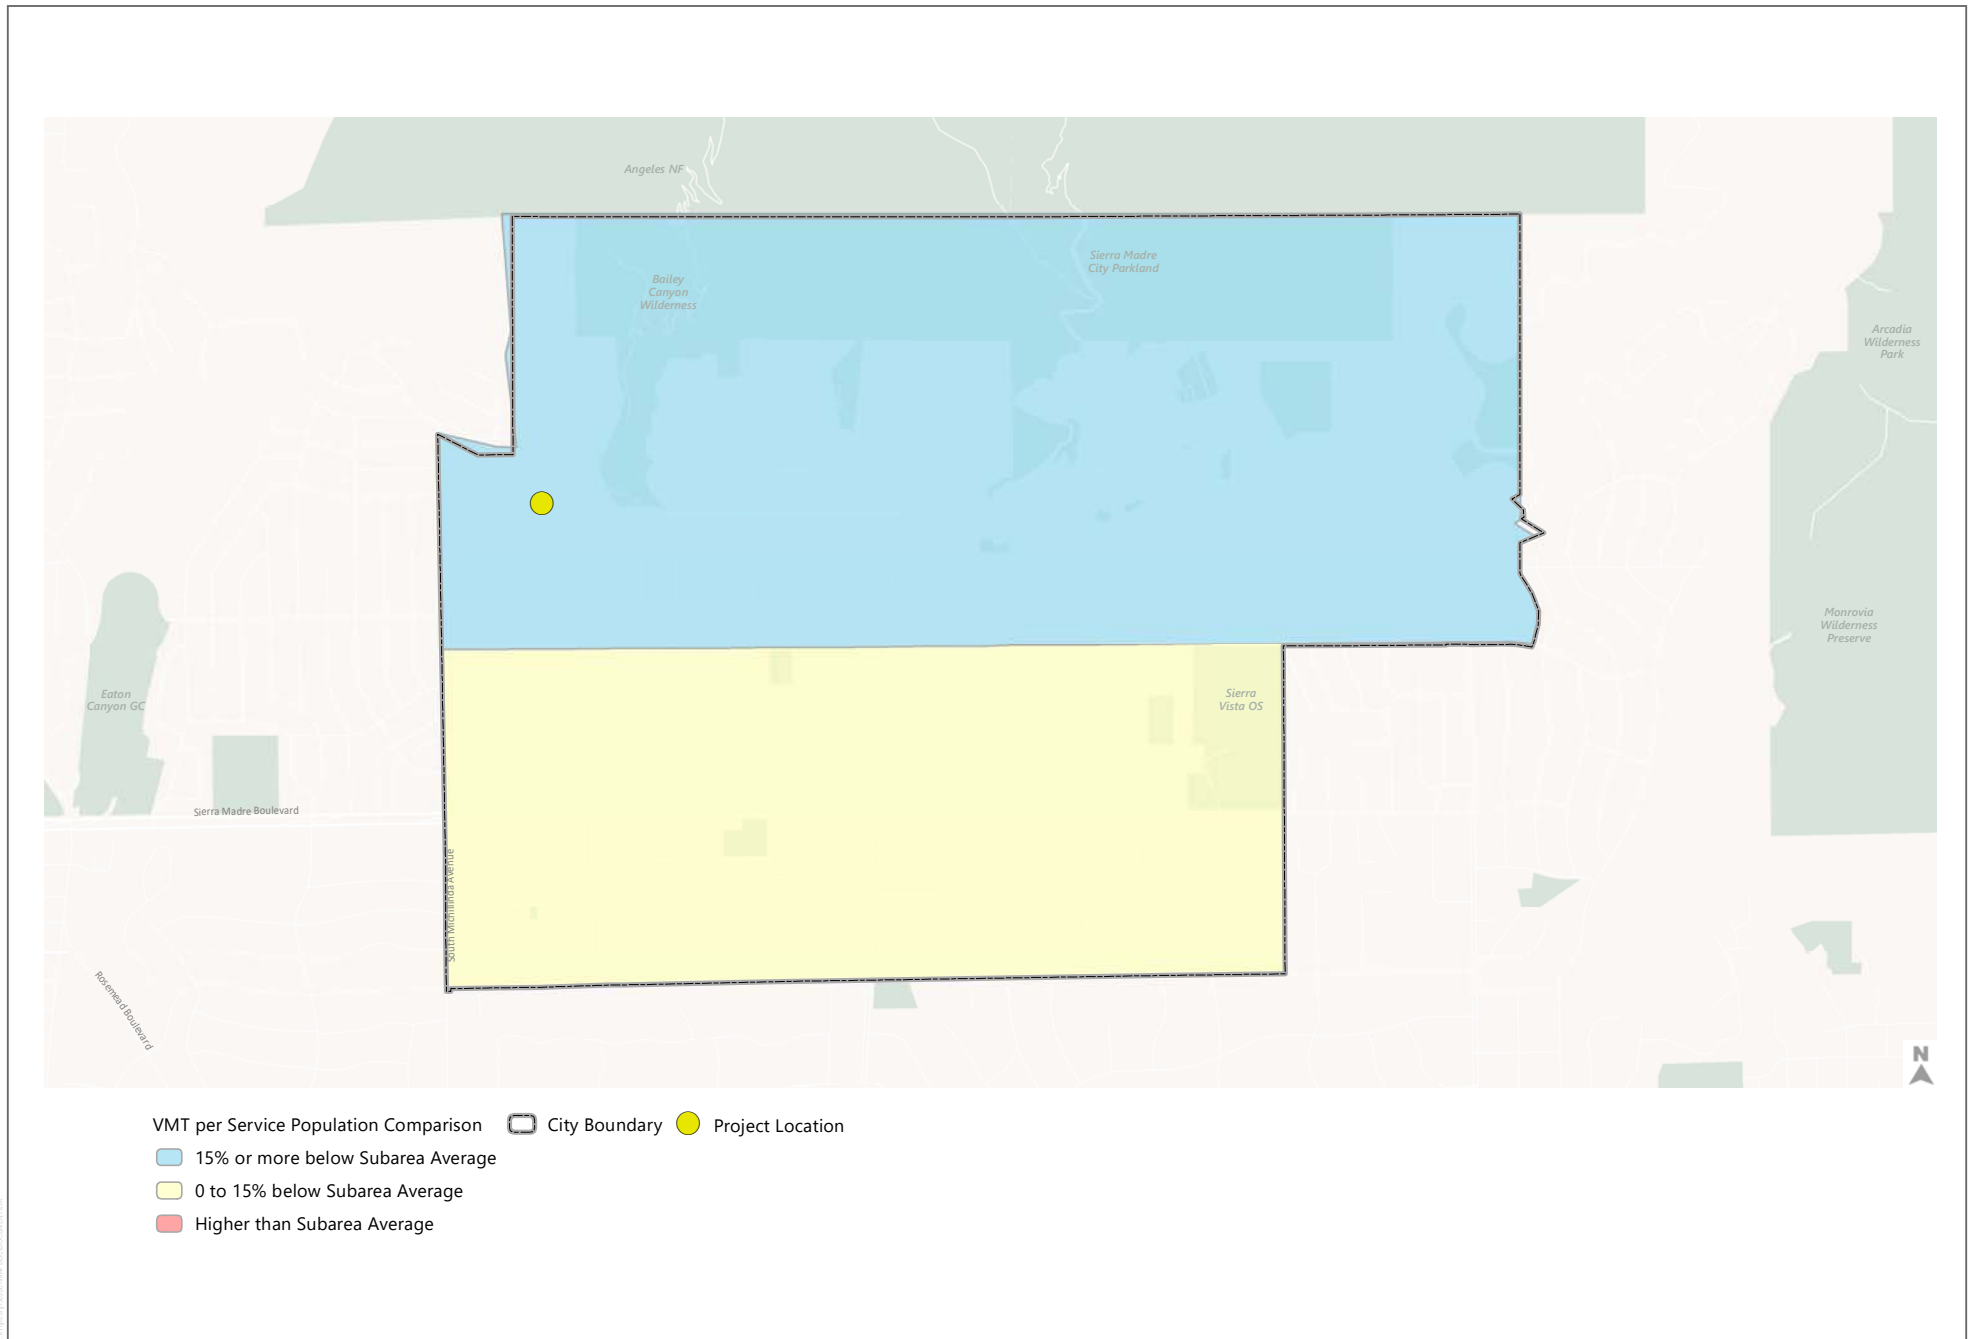 Angeles NF
Sierra Madre
City Parkland
Bailey
Canyon
Wilderness
Arcadia
Wilderness
Park
Monrovia
Wilderness
Preserve
Eaton
Canyon GC
Sierra
Vista OS
Sierra Madre Boulevard
South Michillinda Avenue
Rosemead Boulevard
N
VMT per Service Population Comparison
City Boundary
Project Location
15% or more below Subarea Average
0 to 15% below Subarea Average
Higher than Subarea Average